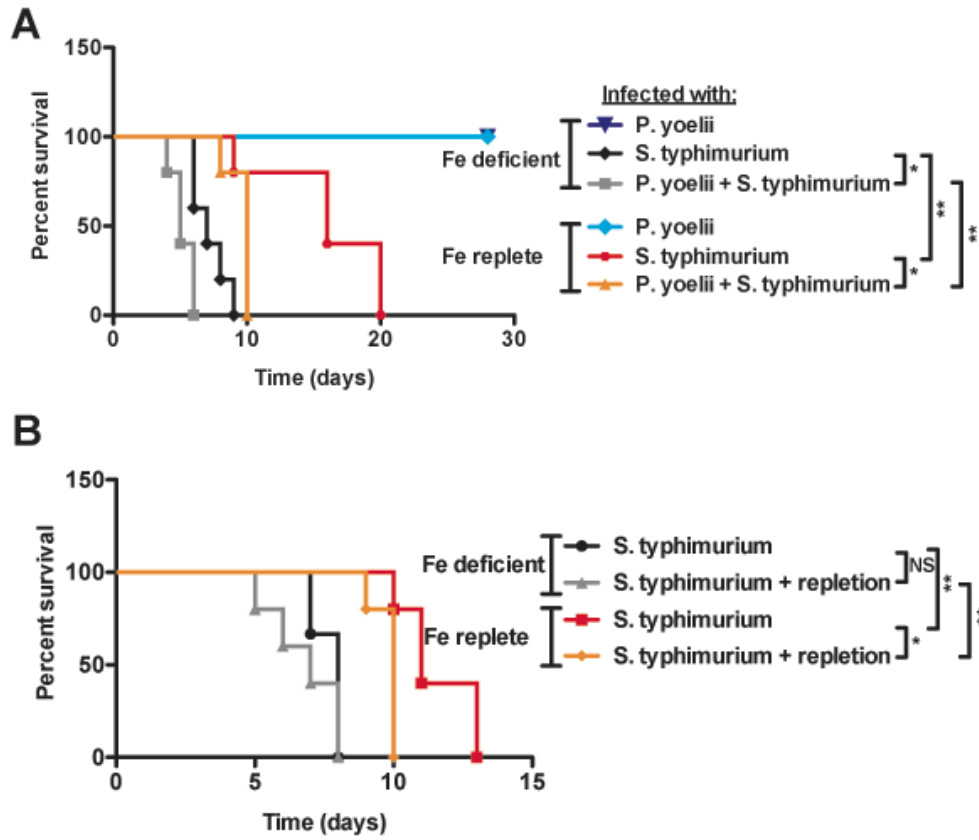 A
150
100
50
0
0
10
20
30
Percent survival
Time (days)
Infected with:
Fe deficient
P. yoelii
S. typhimurium
P. yoelii + S. typhimurium
Fe replete
P. yoelii
S. typhimurium
P. yoelii + S. typhimurium
*
*
**
**
B
150
100
50
0
0
5
10
15
Percent survival
Time (days)
Fe deficient
S. typhimurium
S. typhimurium + repletion
Fe replete
S. typhimurium
S. typhimurium + repletion
NS
*
**